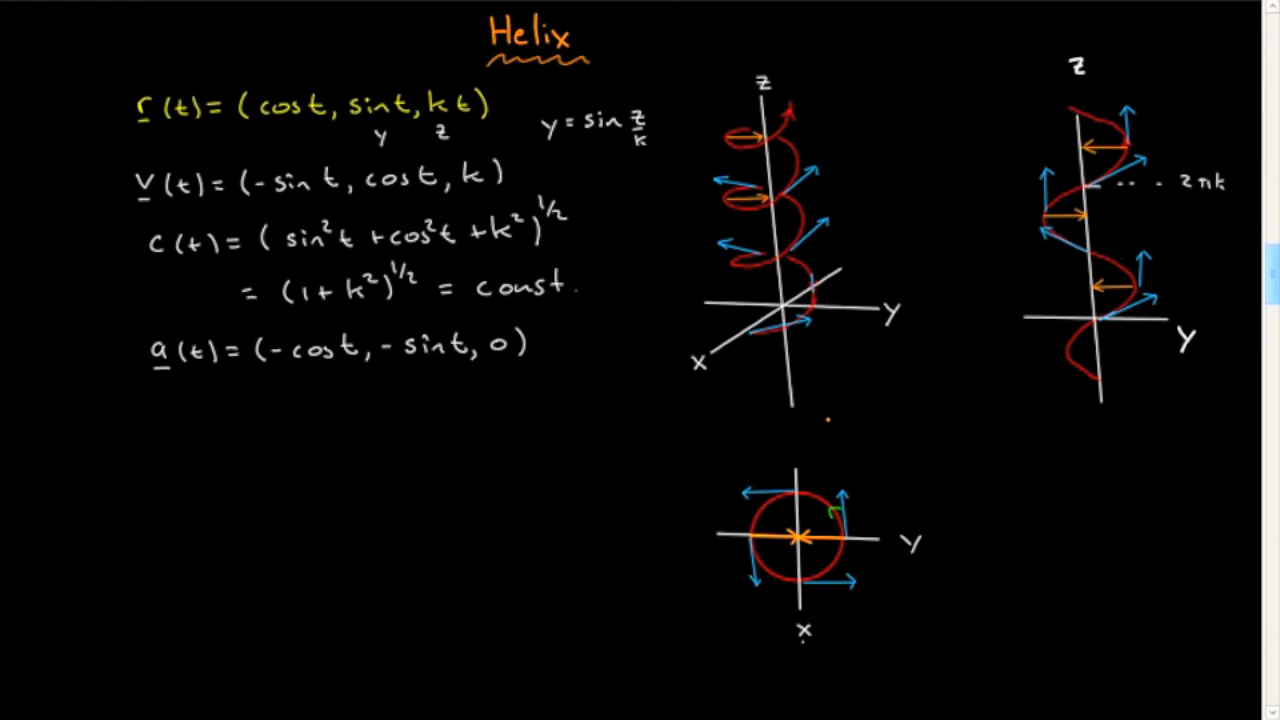 Helix
r(t) = (cos t, sin t, kt)
y z
y = sin z/k
v(t) = (-sin t, cos t, k)
c(t) = (sin²t + cos²t + k²)^1/2
= (1 + k²)^1/2 = const.
a(t) = (-cos t, -sin t, 0)
z
Y
X
Z
... 2πk
Y
Y
X